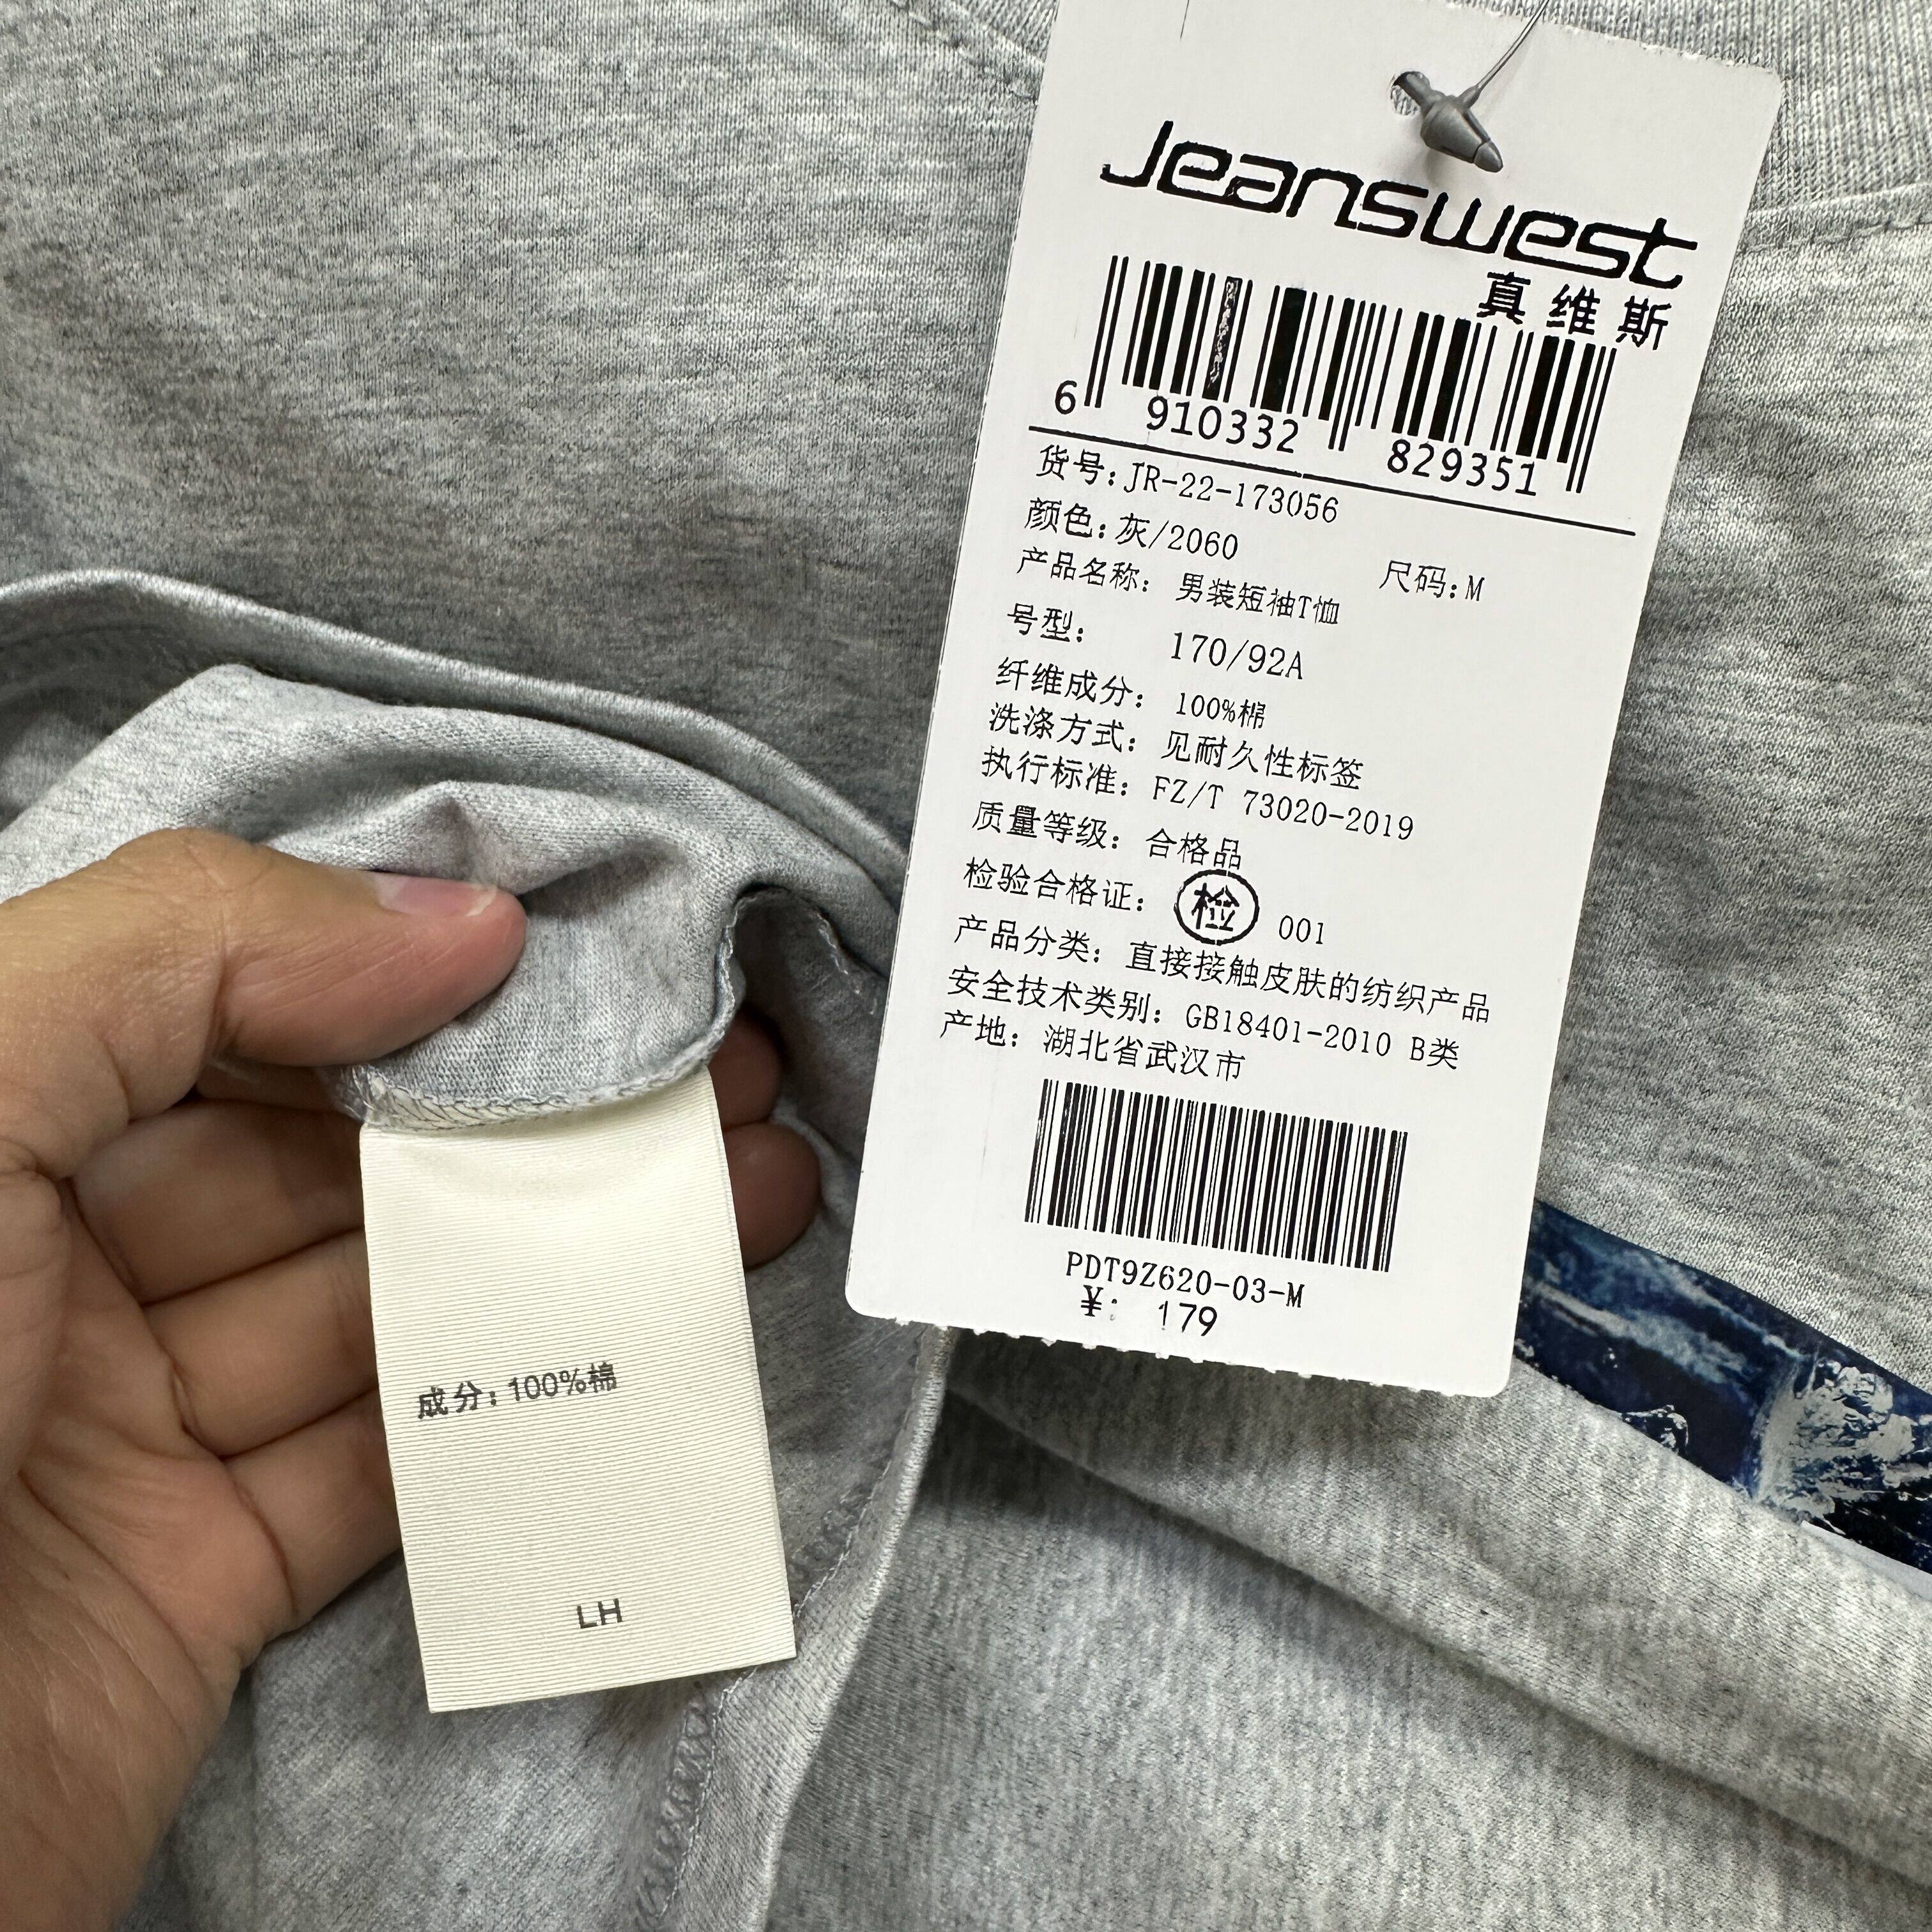 Jeanswest
真维斯
6 910332 829351
货号:JR-22-173056
颜色:灰/2060 尺码:M
产品名称: 男装短袖T恤
号型: 170/92A
纤维成分: 100%棉
洗涤方式: 见耐久性标签
执行标准: FZ/T 73020-2019
质量等级: 合格品
检验合格证: 检 001
产品分类: 直接接触皮肤的纺织产品
安全技术类别: GB18401-2010 B类
产地: 湖北省武汉市
PDT9Z620-03-M
¥: 179
成分:100%棉
LH